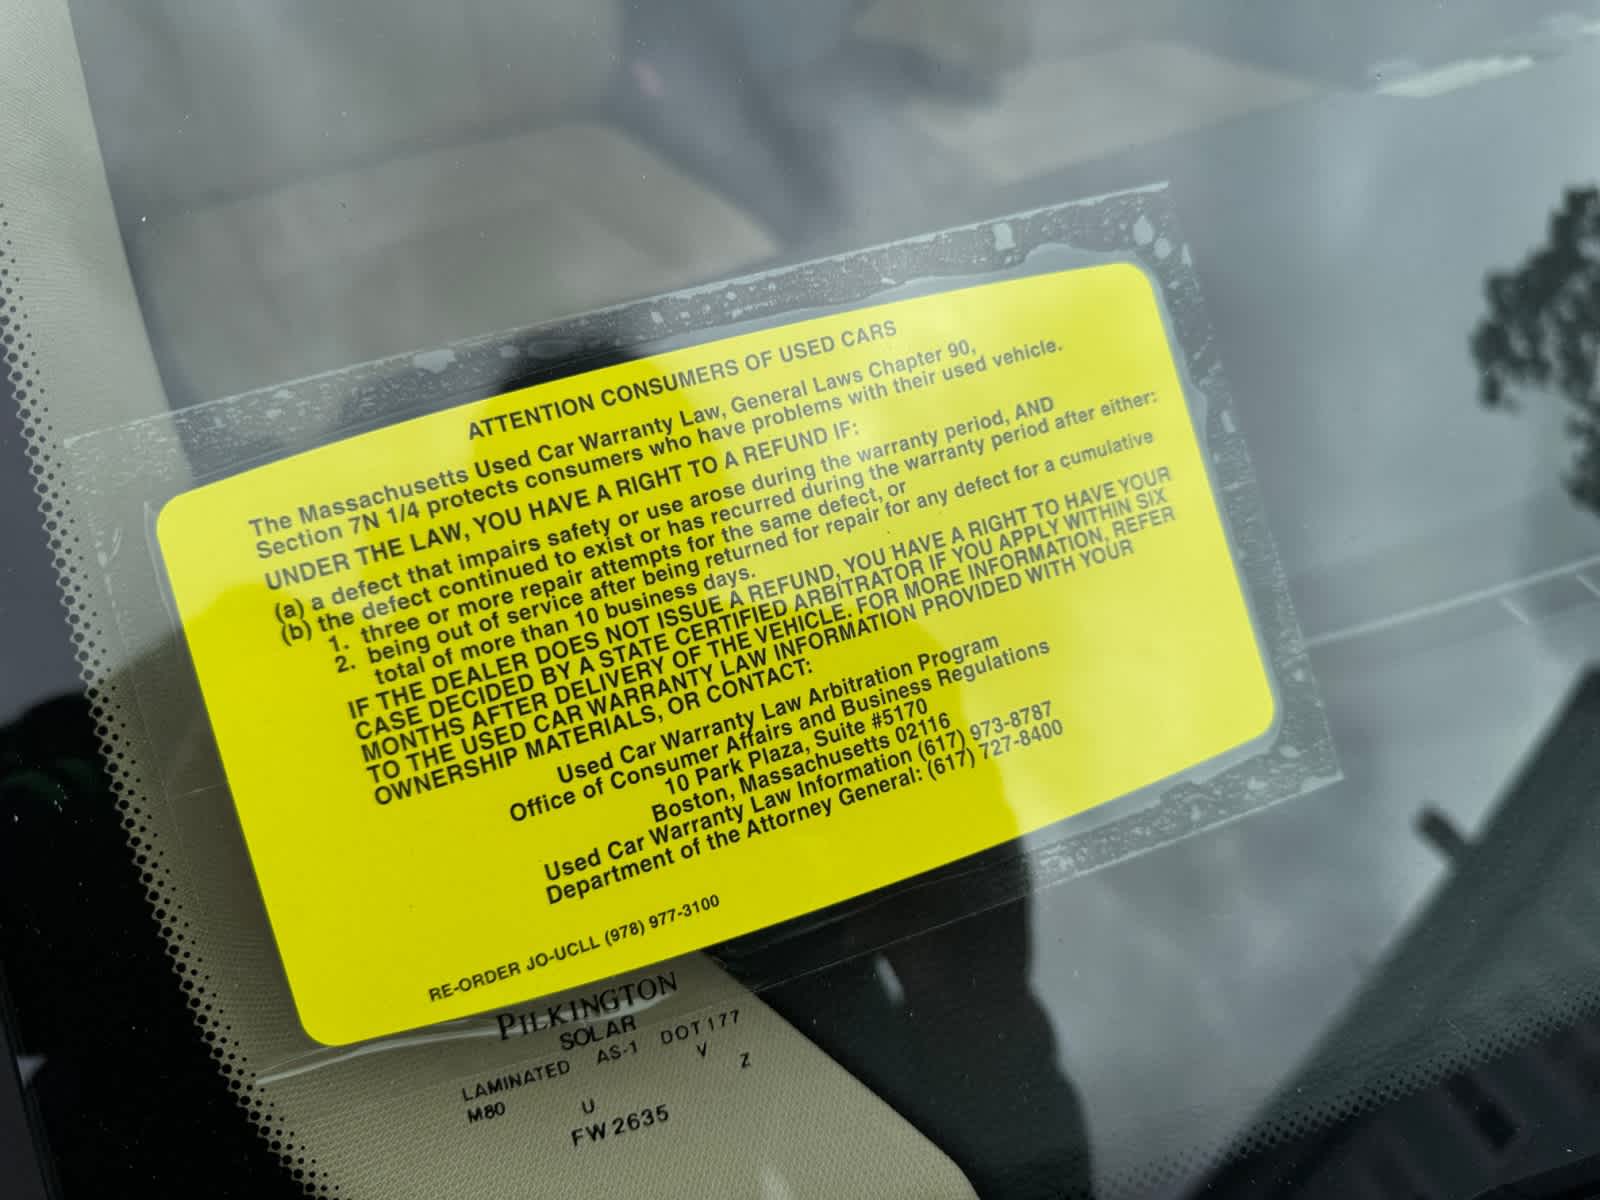 ATTENTION CONSUMERS OF USED CARS
The Massachusetts Used Car Warranty Law, General Laws Chapter 90,
Section 7N 1/4 protects consumers who have problems with their used vehicle.
UNDER THE LAW, YOU HAVE A RIGHT TO A REFUND IF:
(a) a defect that impairs safety or use arose during the warranty period, AND
(b) the defect continued to exist or has recurred during the warranty period after either:
1. three or more repair attempts for the same defect, or
2. being out of service after being returned for repair for any defect for a cumulative
total of more than 10 business days.
IF THE DEALER DOES NOT ISSUE A REFUND, YOU HAVE A RIGHT TO HAVE YOUR
CASE DECIDED BY A STATE CERTIFIED ARBITRATOR IF YOU APPLY WITHIN SIX
MONTHS AFTER DELIVERY OF THE VEHICLE. FOR MORE INFORMATION, REFER
TO THE USED CAR WARRANTY LAW INFORMATION PROVIDED WITH YOUR
OWNERSHIP MATERIALS, OR CONTACT:
Used Car Warranty Law Arbitration Program
Office of Consumer Affairs and Business Regulations
10 Park Plaza, Suite #5170
Boston, Massachusetts 02116
Used Car Warranty Law Information (617) 973-8787
Department of the Attorney General: (617) 727-8400
RE-ORDER JO-UCLL (978) 977-3100
PILKINGTON
SOLAR
LAMINATED AS-1 DOT177
M80 U V Z
FW2635